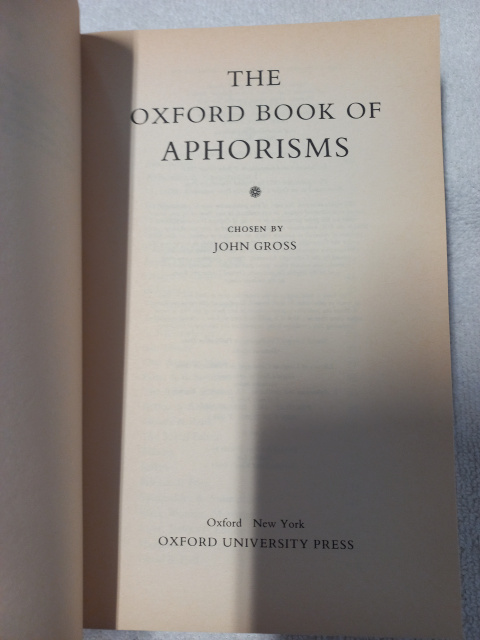 THE
OXFORD BOOK OF
APHORISMS
CHOSEN BY
JOHN GROSS
Oxford New York
OXFORD UNIVERSITY PRESS